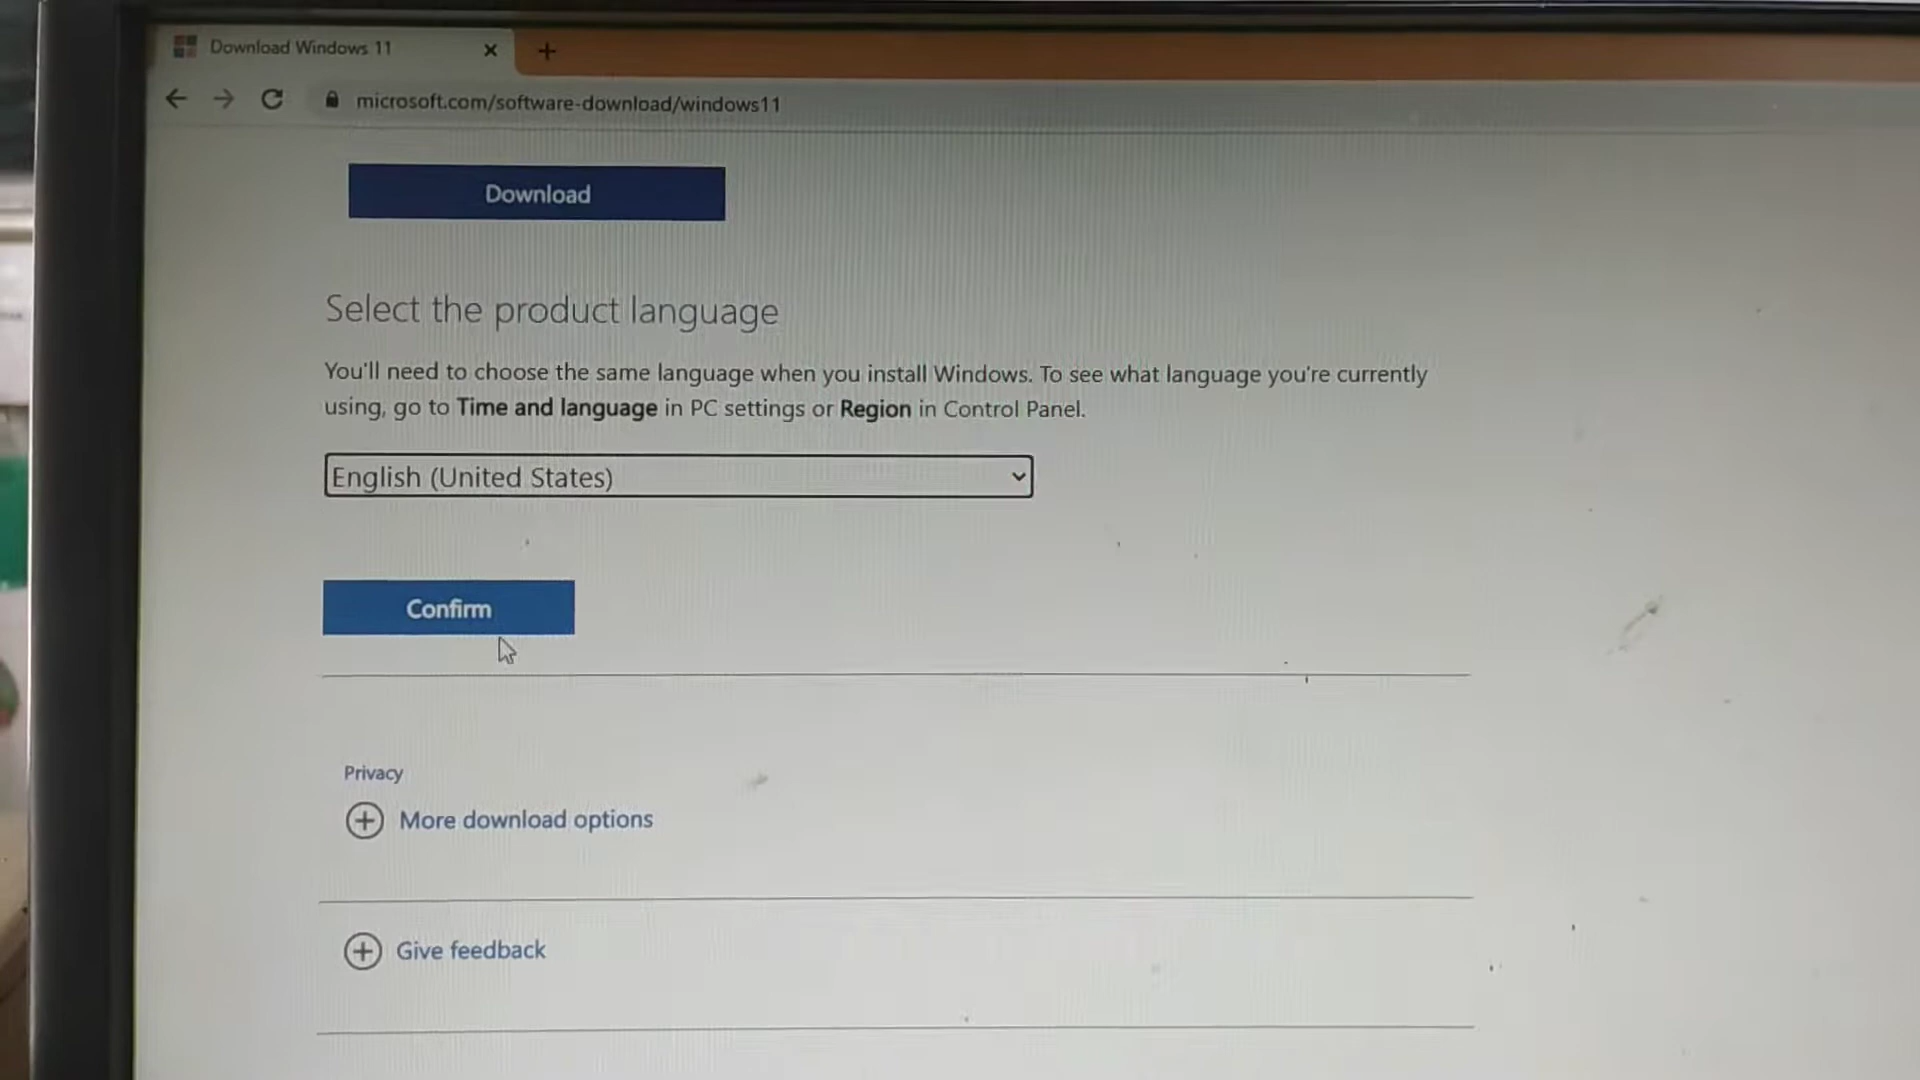 Download Windows 11
microsoft.com/software-download/windows11
Download
Select the product language
You'll need to choose the same language when you install Windows. To see what language you're currently
using, go to Time and language in PC settings or Region in Control Panel.
English (United States)
Confirm
Privacy
More download options
Give feedback